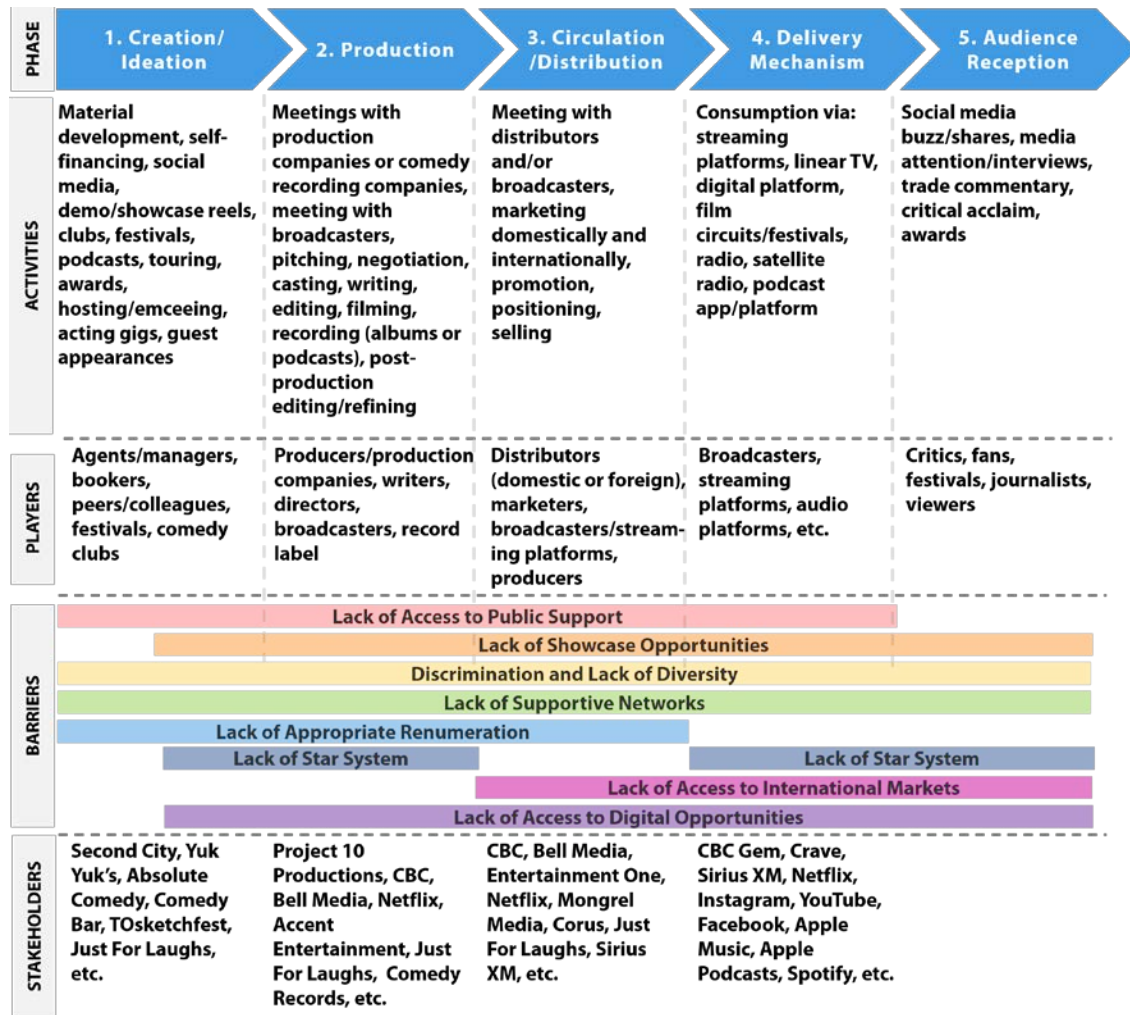 PHASE
1. Creation/
Ideation
2. Production
3. Circulation
/Distribution
4. Delivery
Mechanism
5. Audience
Reception
ACTIVITIES
Material
development, self-
financing, social
media,
demo/showcase reels,
clubs, festivals,
podcasts, touring,
awards,
hosting/emceeing,
acting gigs, guest
appearances
Meetings with
production
companies or comedy
recording companies,
meeting with
broadcasters,
pitching, negotiation,
casting, writing,
editing, filming,
recording (albums or
podcasts), post-
production
editing/refining
Meeting with
distributors
and/or
broadcasters,
marketing
domestically and
internationally,
promotion,
positioning,
selling
Consumption via:
streaming
platforms, linear TV,
digital platform,
film
circuits/festivals,
radio, satellite
radio, podcast
app/platform
Social media
buzz/shares, media
attention/interviews,
trade commentary,
critical acclaim,
awards
PLAYERS
Agents/managers,
bookers,
peers/colleagues,
festivals, comedy
clubs
Producers/production
companies, writers,
directors,
broadcasters, record
label
Distributors
(domestic or foreign),
marketers,
broadcasters/stream-
ing platforms,
producers
Broadcasters,
streaming
platforms, audio
platforms, etc.
Critics, fans,
festivals, journalists,
viewers
BARRIERS
Lack of Access to Public Support
Lack of Showcase Opportunities
Discrimination and Lack of Diversity
Lack of Supportive Networks
Lack of Appropriate Renumeration
Lack of Star System
Lack of Star System
Lack of Access to International Markets
Lack of Access to Digital Opportunities
STAKEHOLDERS
Second City, Yuk
Yuk's, Absolute
Comedy, Comedy
Bar, TOsketchfest,
Just For Laughs,
etc.
Project 10
Productions, CBC,
Bell Media, Netflix,
Accent
Entertainment, Just
For Laughs, Comedy
Records, etc.
CBC, Bell Media,
Entertainment One,
Netflix, Mongrel
Media, Corus, Just
For Laughs, Sirius
XM, etc.
CBC Gem, Crave,
Sirius XM, Netflix,
Instagram, YouTube,
Facebook, Apple
Music, Apple
Podcasts, Spotify, etc.